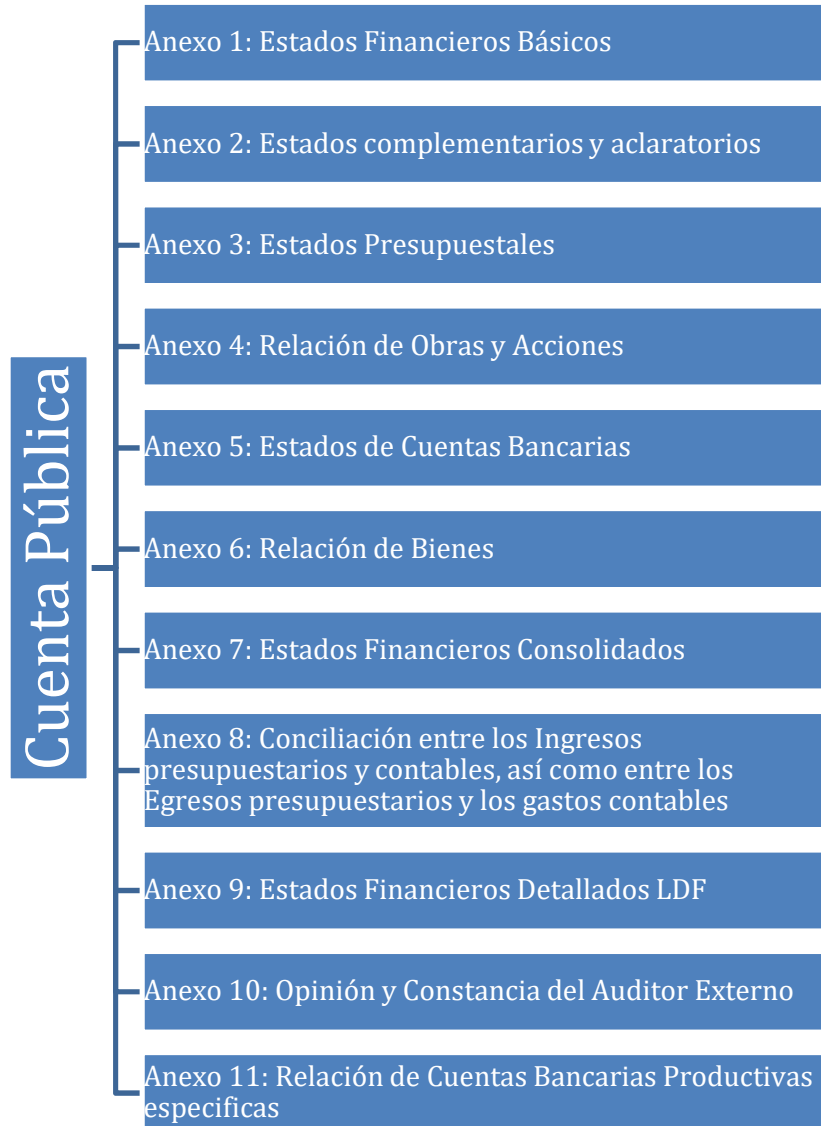 Cuenta Pública
Anexo 1: Estados Financieros Básicos
Anexo 2: Estados complementarios y aclaratorios
Anexo 3: Estados Presupuestales
Anexo 4: Relación de Obras y Acciones
Anexo 5: Estados de Cuentas Bancarias
Anexo 6: Relación de Bienes
Anexo 7: Estados Financieros Consolidados
Anexo 8: Conciliación entre los Ingresos
presupuestarios y contables, así como entre los
Egresos presupuestarios y los gastos contables
Anexo 9: Estados Financieros Detallados LDF
Anexo 10: Opinión y Constancia del Auditor Externo
Anexo 11: Relación de Cuentas Bancarias Productivas
especificas